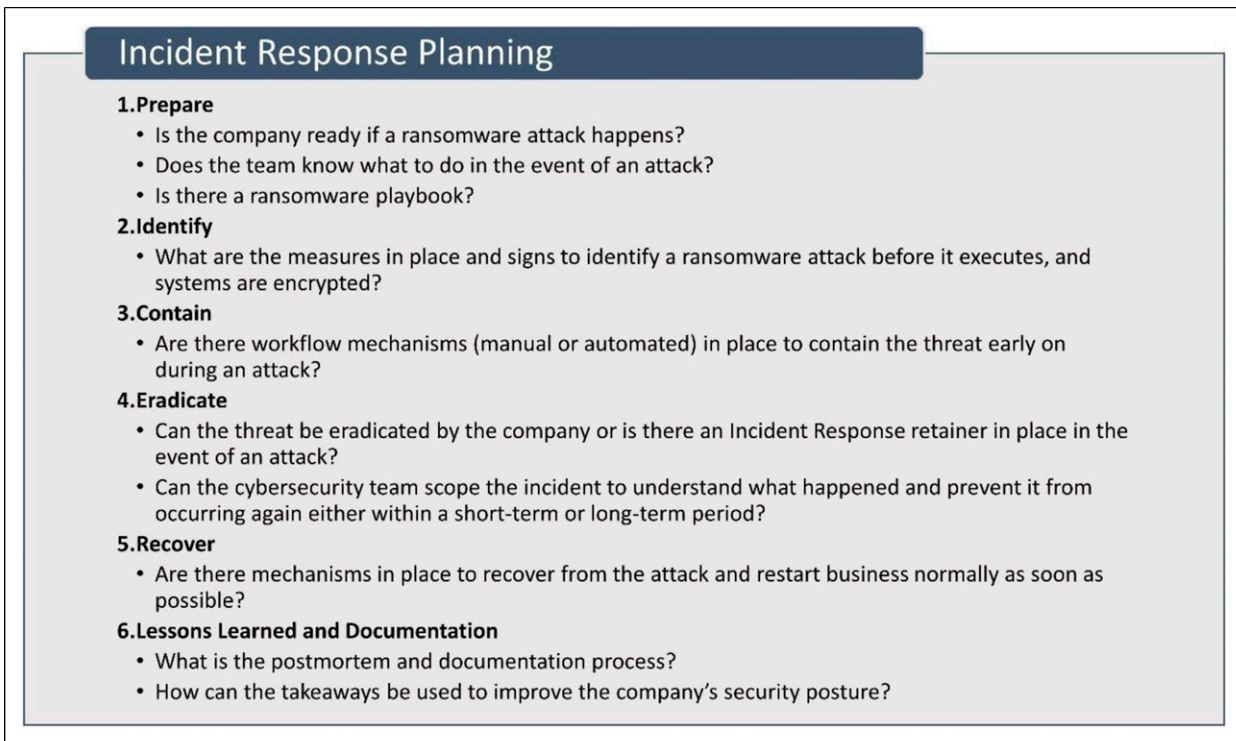 Incident Response Planning
1.Prepare
• Is the company ready if a ransomware attack happens?
• Does the team know what to do in the event of an attack?
• Is there a ransomware playbook?
2.Identify
• What are the measures in place and signs to identify a ransomware attack before it executes, and
systems are encrypted?
3.Contain
• Are there workflow mechanisms (manual or automated) in place to contain the threat early on
during an attack?
4.Eradicate
• Can the threat be eradicated by the company or is there an Incident Response retainer in place in the
event of an attack?
• Can the cybersecurity team scope the incident to understand what happened and prevent it from
occurring again either within a short-term or long-term period?
5.Recover
• Are there mechanisms in place to recover from the attack and restart business normally as soon as
possible?
6.Lessons Learned and Documentation
• What is the postmortem and documentation process?
• How can the takeaways be used to improve the company’s security posture?